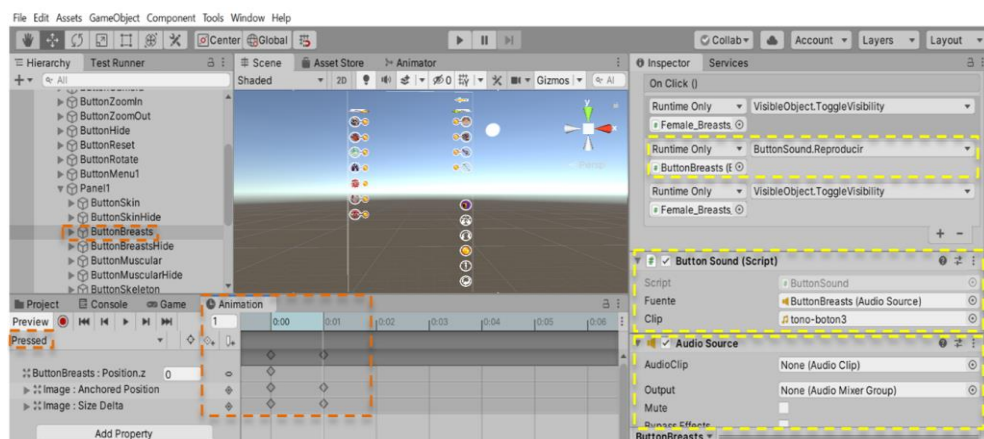 File Edit Assets GameObject Component Tools Window Help
Center Global Collab Account Layers Layout
Hierarchy Test Runner
All
ButtonZoomIn
ButtonZoomOut
ButtonHide
ButtonReset
ButtonRotate
ButtonMenu1
Panel1
ButtonSkin
ButtonSkinHide
ButtonBreasts
ButtonBreastsHide
ButtonMuscular
ButtonMuscularHide
ButtonSkeleton
Scene Asset Store Animator
Shaded 2D 0 Gizmos Al
Persp
Inspector Services
On Click ()
Runtime Only VisibleObject.ToggleVisibility
Female_Breasts
Runtime Only ButtonSound.Reproducir
ButtonBreasts (E
Runtime Only VisibleObject.ToggleVisibility
Female_Breasts
+ -
Button Sound (Script)
Script ButtonSound
Fuente ButtonBreasts (Audio Source)
Clip tono-boton3
Audio Source
AudioClip None (Audio Clip)
Output None (Audio Mixer Group)
Mute
Bypass Effects
ButtonBreasts
Project Console Game Animation
Preview 1 0:00 0:01 0:02 0:03 0:04 0:05 0:06
Pressed
ButtonBreasts : Position.z 0
Image : Anchored Position
Image : Size Delta
Add Property